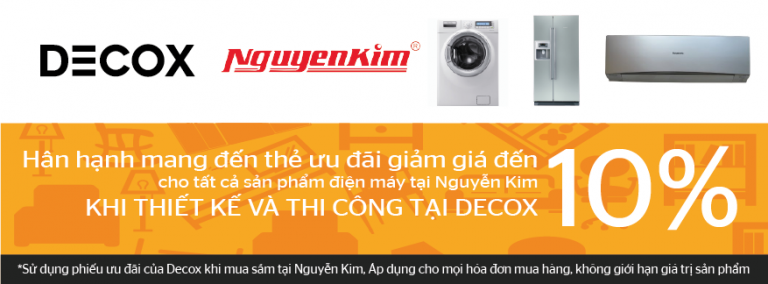 DECOX
NguyenKim®
Hân hạnh mang đến thẻ ưu đãi giảm giá đến
cho tất cả sản phẩm điện máy tại Nguyễn Kim
KHI THIẾT KẾ VÀ THI CÔNG TẠI DECOX
10%
*Sử dụng phiếu ưu đãi của Decox khi mua sắm tại Nguyễn Kim, Áp dụng cho mọi hóa đơn mua hàng, không giới hạn giá trị sản phẩm